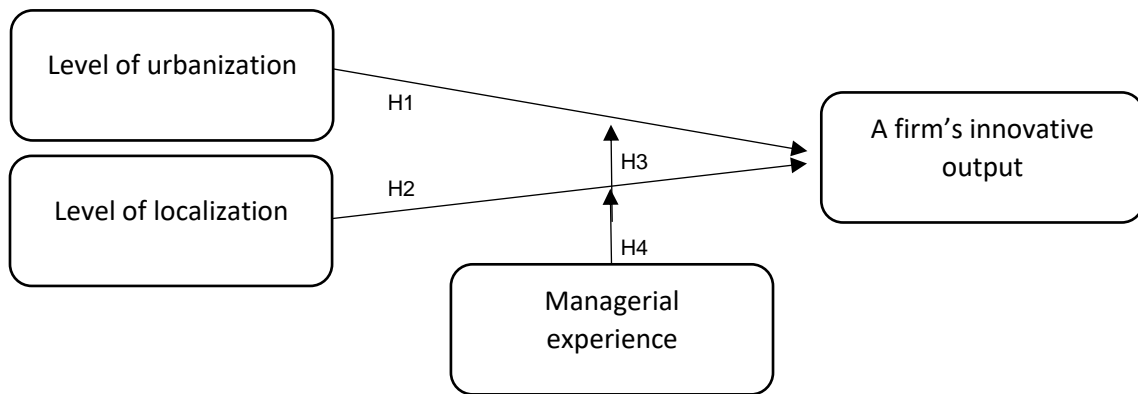 Level of urbanization
H1
A firm’s innovative
output
H3
H2
Level of localization
H4
Managerial
experience